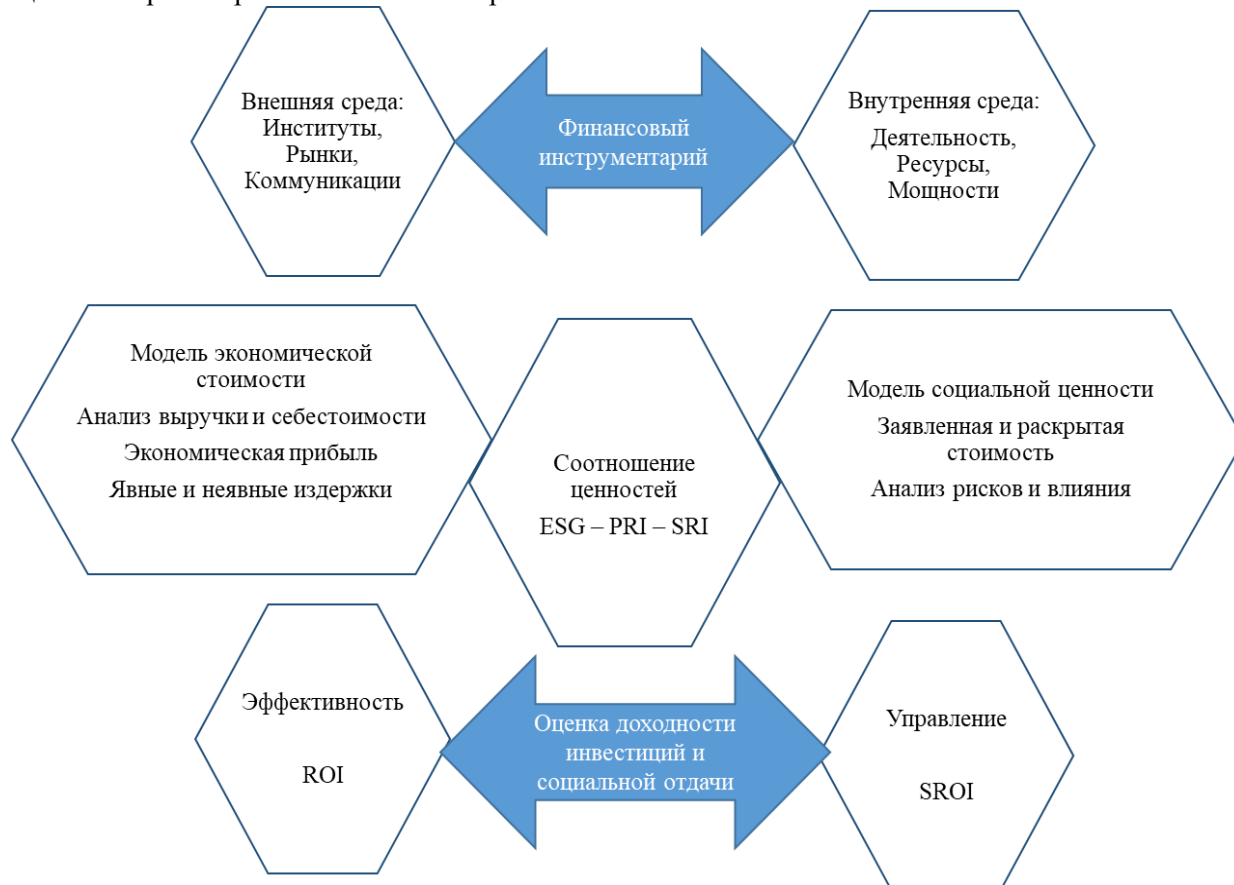 Внешняя среда:
Институты,
Рынки,
Коммуникации
Финансовый
инструментарий
Внутренняя среда:
Деятельность,
Ресурсы,
Мощности
Модель экономической
стоимости
Анализ выручки и себестоимости
Экономическая прибыль
Явные и неявные издержки
Соотношение
ценностей
ESG – PRI – SRI
Модель социальной ценности
Заявленная и раскрытая
стоимость
Анализ рисков и влияния
Эффективность
ROI
Оценка доходности
инвестиций и
социальной отдачи
Управление
SROI